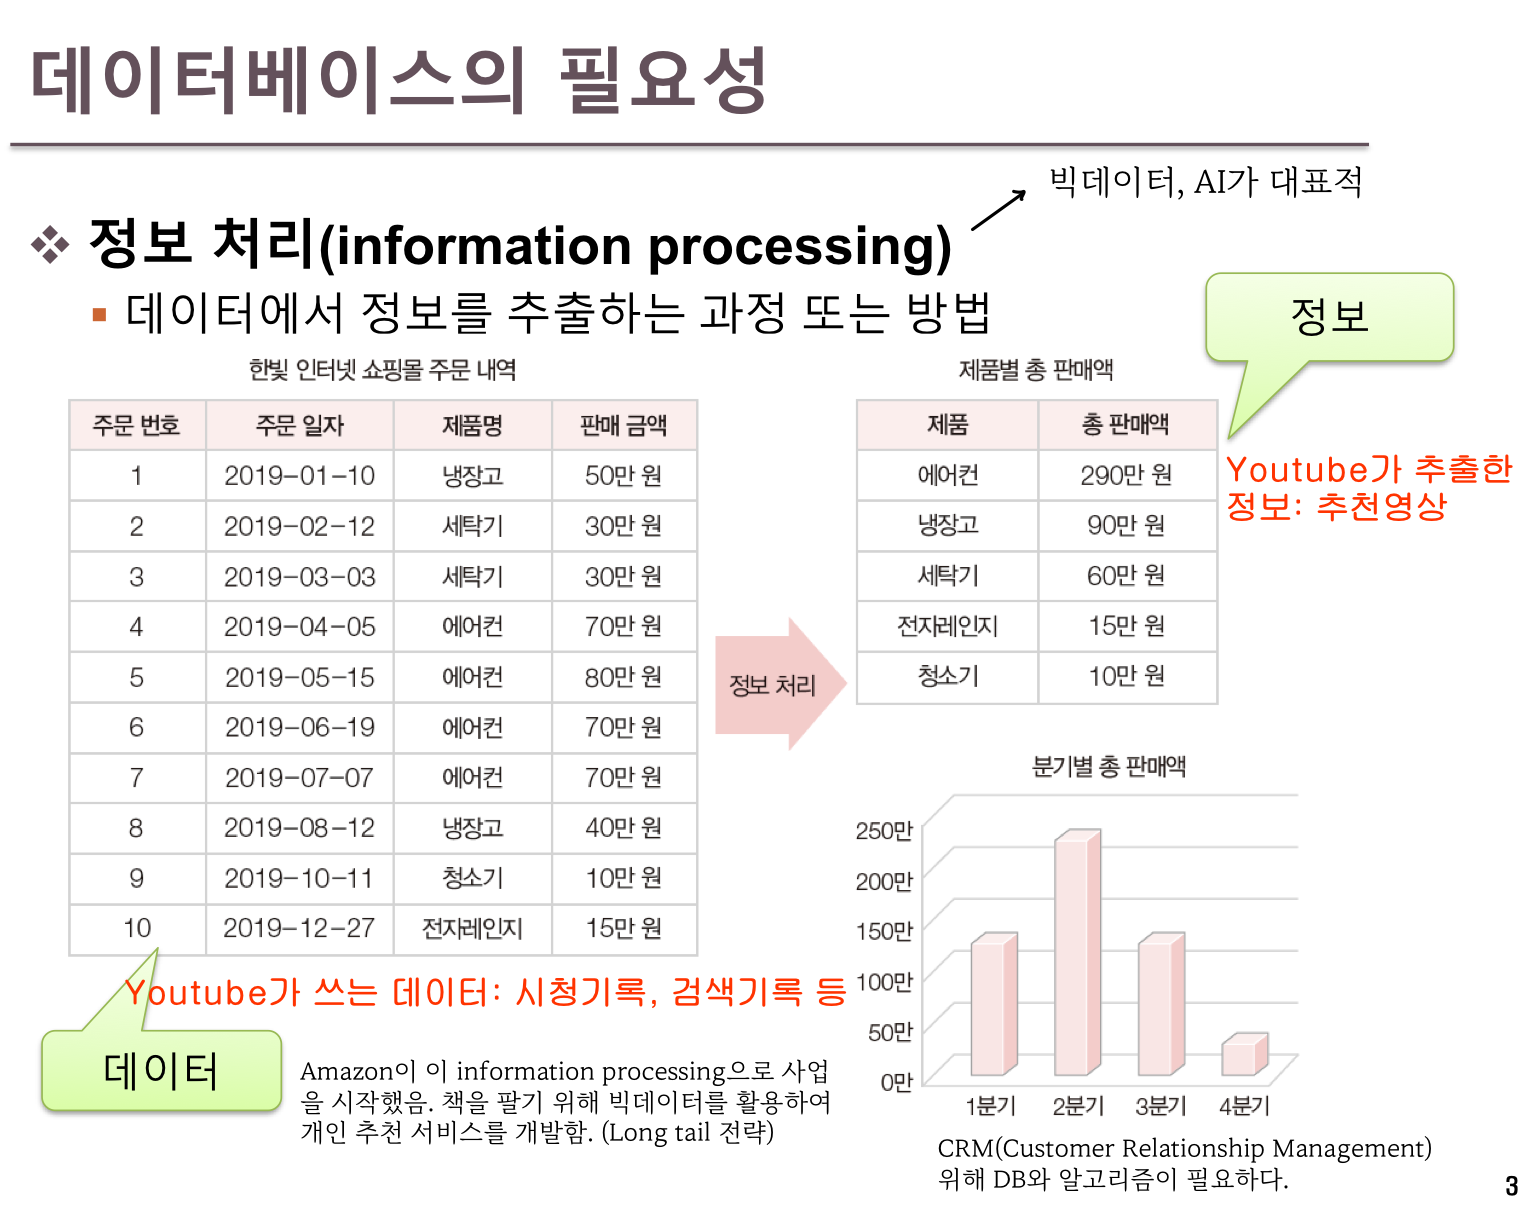 데이터베이스의 필요성
빅데이터, AI가 대표적
정보 처리(information processing)
데이터에서 정보를 추출하는 과정 또는 방법
정보
한빛 인터넷 쇼핑몰 주문 내역
주문 번호 주문 일자 제품명 판매 금액
1 2019-01-10 냉장고 50만 원
2 2019-02-12 세탁기 30만 원
3 2019-03-03 세탁기 30만 원
4 2019-04-05 에어컨 70만 원
5 2019-05-15 에어컨 80만 원
6 2019-06-19 에어컨 70만 원
7 2019-07-07 에어컨 70만 원
8 2019-08-12 냉장고 40만 원
9 2019-10-11 청소기 10만 원
10 2019-12-27 전자레인지 15만 원
Youtube가 쓰는 데이터: 시청기록, 검색기록 등
데이터
Amazon이 이 information processing으로 사업
을 시작했음. 책을 팔기 위해 빅데이터를 활용하여
개인 추천 서비스를 개발함. (Long tail 전략)
정보 처리
제품별 총 판매액
제품 총 판매액
에어컨 290만 원
냉장고 90만 원
세탁기 60만 원
전자레인지 15만 원
청소기 10만 원
Youtube가 추출한
정보: 추천영상
분기별 총 판매액
250만
200만
150만
100만
50만
0만
1분기 2분기 3분기 4분기
CRM(Customer Relationship Management)
위해 DB와 알고리즘이 필요하다.
3